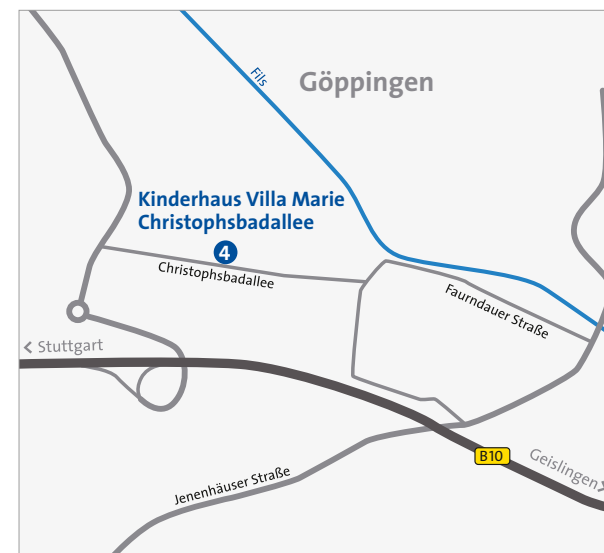 Fils
Göppingen
Kinderhaus Villa Marie
Christophsbadallee
4
Christophsbadallee
Faurndauer Straße
< Stuttgart
B10
Geislingen >
Jenenhäuser Straße